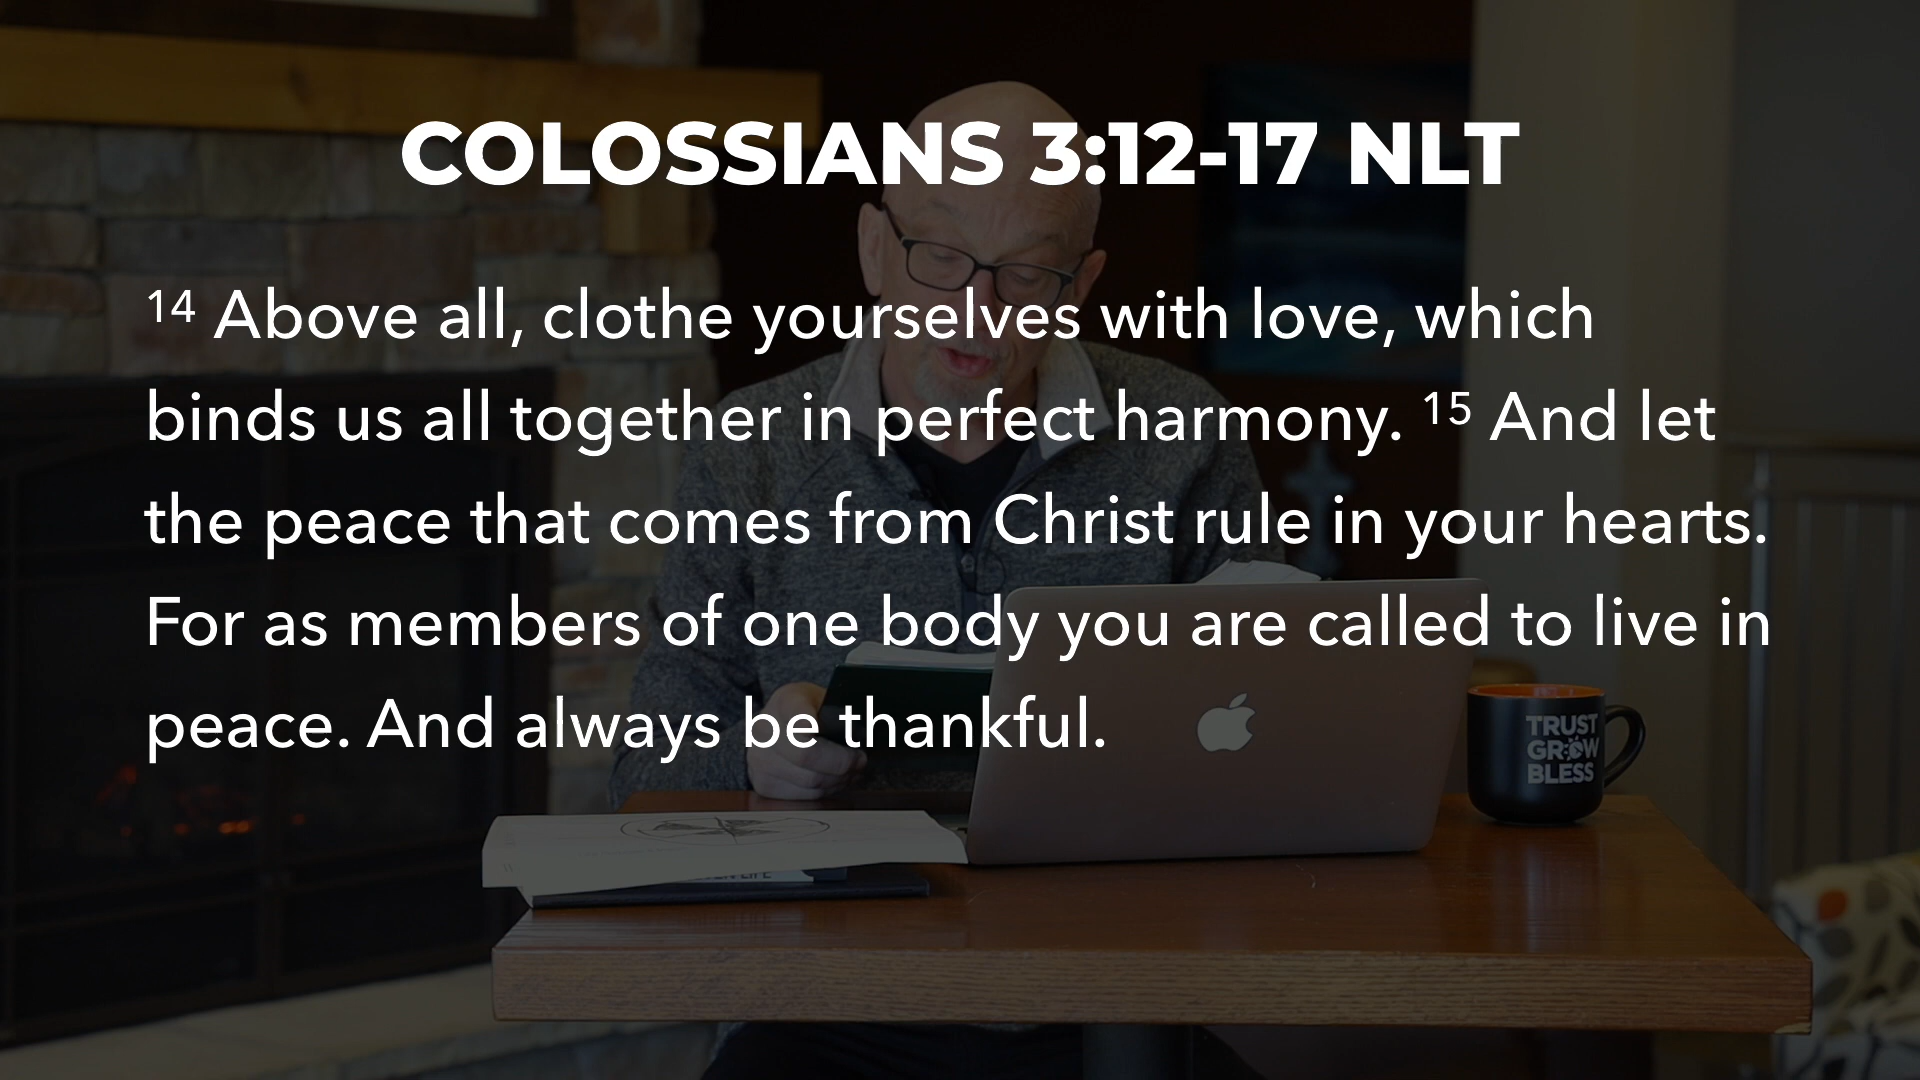 COLOSSIANS 3:12-17 NLT
14 Above all, clothe yourselves with love, which
binds us all together in perfect harmony. 15 And let
the peace that comes from Christ rule in your hearts.
For as members of one body you are called to live in
peace. And always be thankful.
TRUST
GROW
BLESS